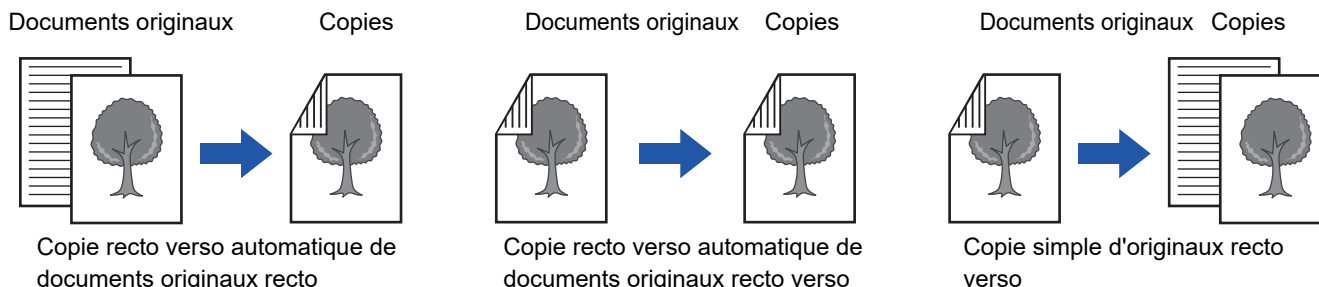 Documents originaux
Copies
Documents originaux
Copies
Documents originaux
Copies
Copie recto verso automatique de
documents originaux recto
Copie recto verso automatique de
documents originaux recto verso
Copie simple d'originaux recto
verso